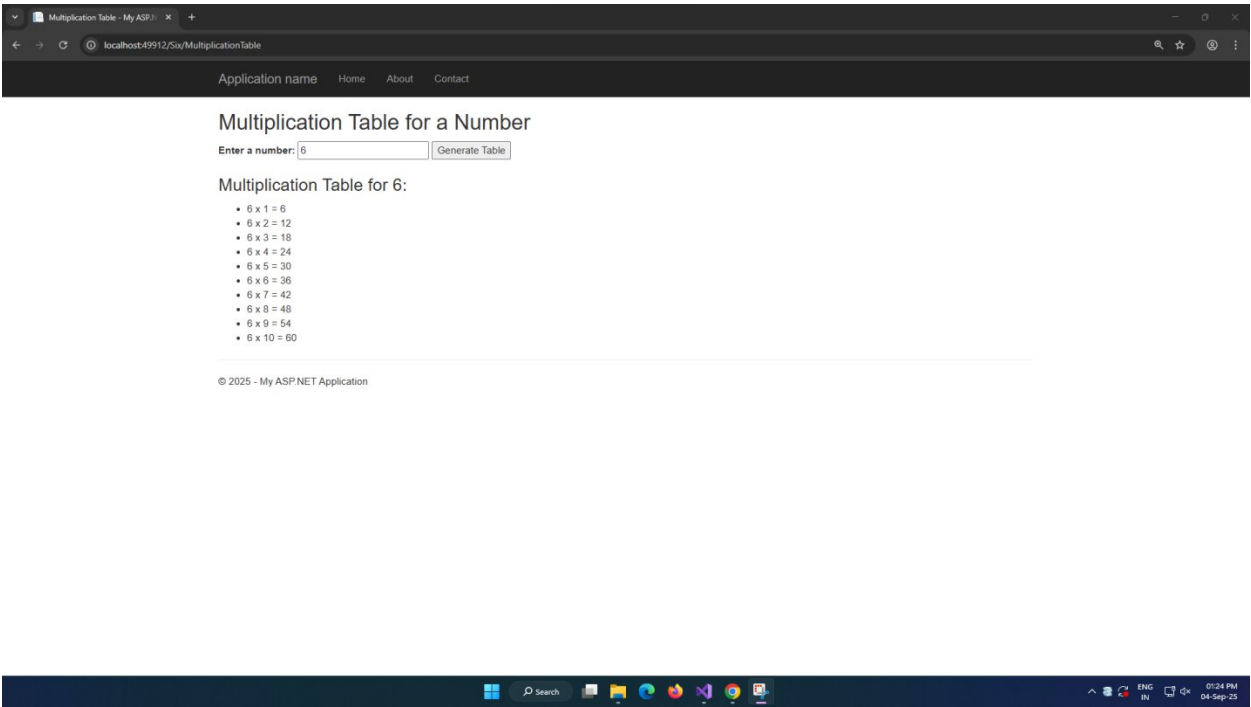 Multiplication Table - My ASP.N
localhost:49912/Six/MultiplicationTable
Application name Home About Contact
Multiplication Table for a Number
Enter a number: 6 Generate Table
Multiplication Table for 6:
6 x 1 = 6
6 x 2 = 12
6 x 3 = 18
6 x 4 = 24
6 x 5 = 30
6 x 6 = 36
6 x 7 = 42
6 x 8 = 48
6 x 9 = 54
6 x 10 = 60
© 2025 - My ASP.NET Application
Search
ENG
IN
01:24 PM
04-Sep-25